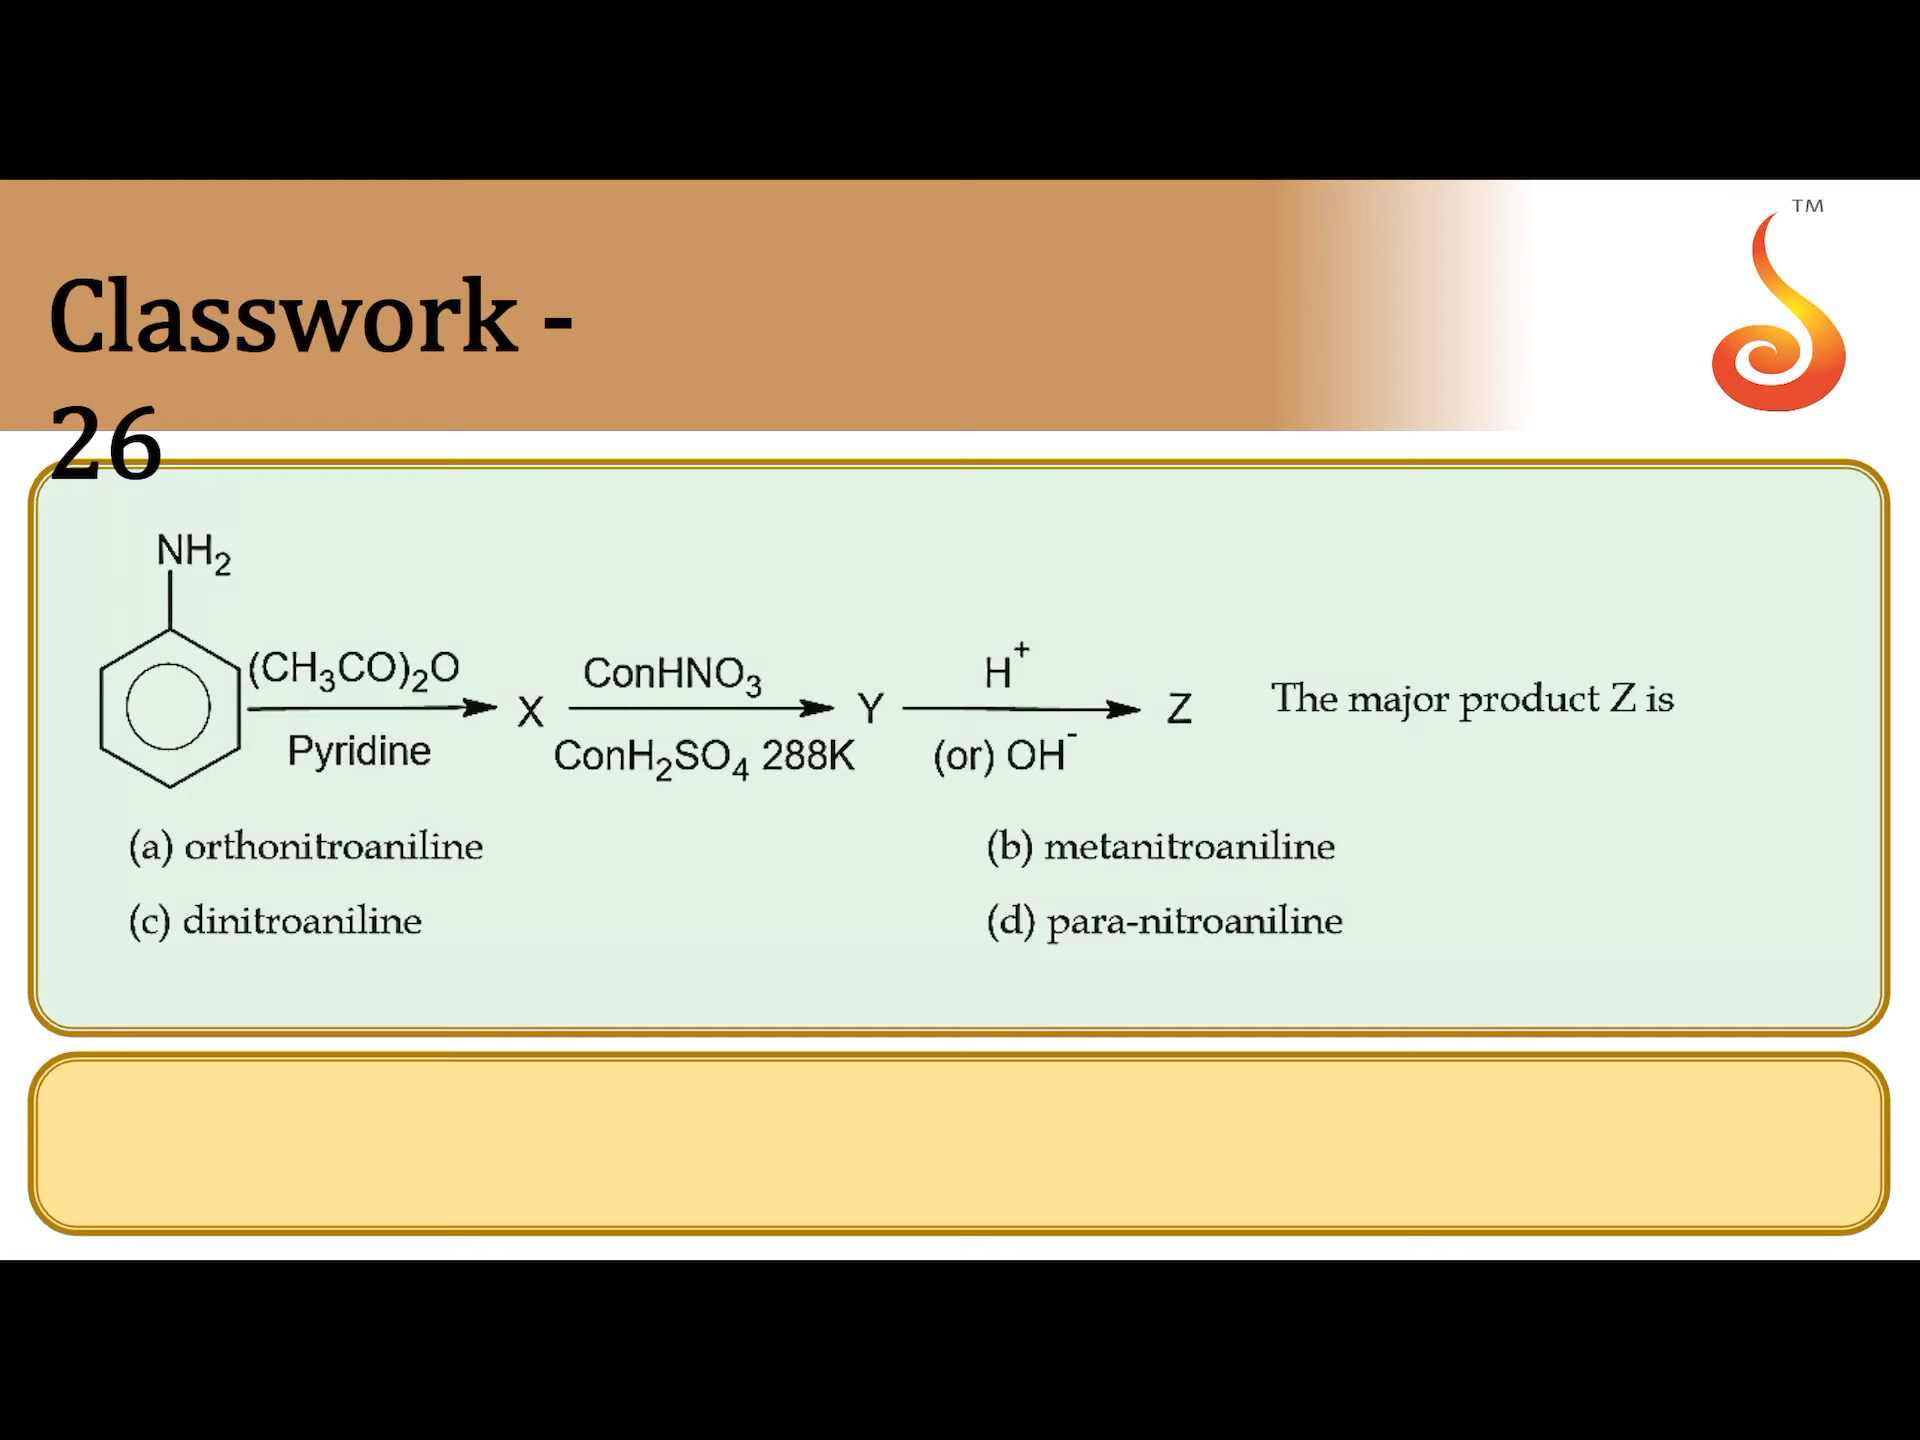 TM
Classwork -
26
NH₂
(CH₃CO)₂O
Pyridine
X
ConHNO₃
ConH₂SO₄ 288K
Y
H⁺
(or) OH⁻
Z
The major product Z is
(a) orthonitroaniline
(b) metanitroaniline
(c) dinitroaniline
(d) para-nitroaniline